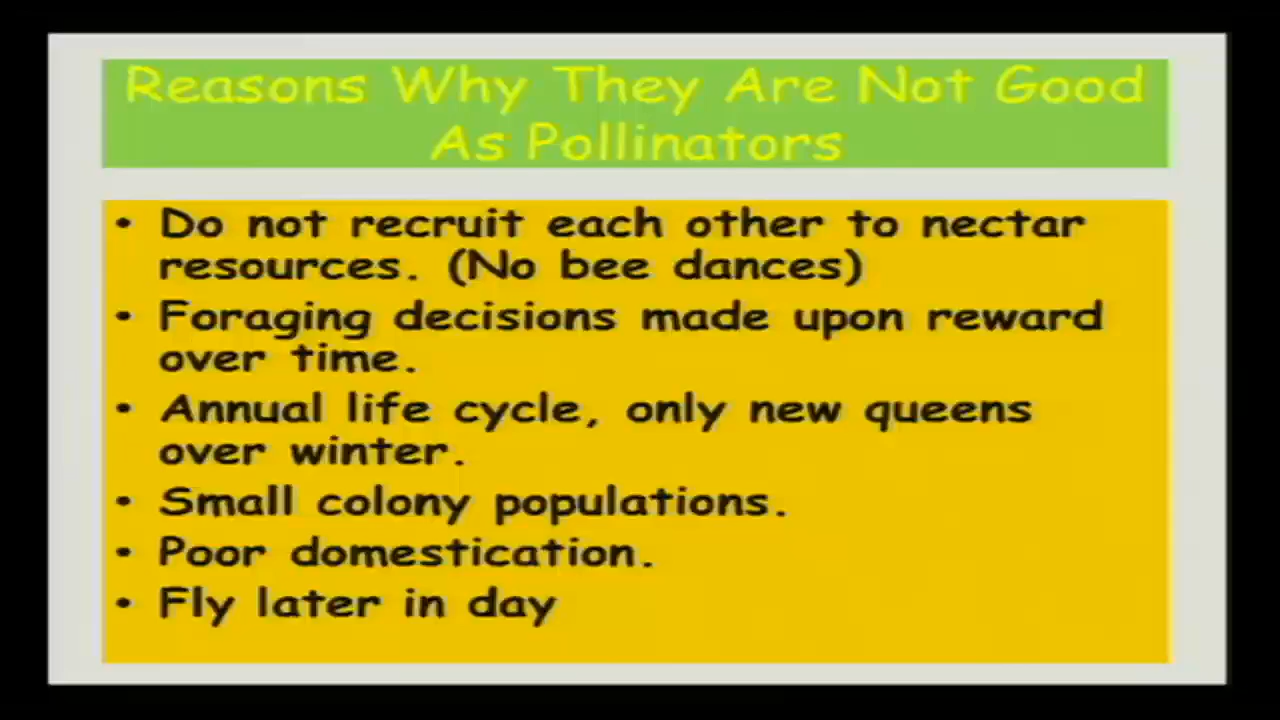 Reasons Why They Are Not Good
As Pollinators
• Do not recruit each other to nectar
resources. (No bee dances)
• Foraging decisions made upon reward
over time.
• Annual life cycle, only new queens
over winter.
• Small colony populations.
• Poor domestication.
• Fly later in day